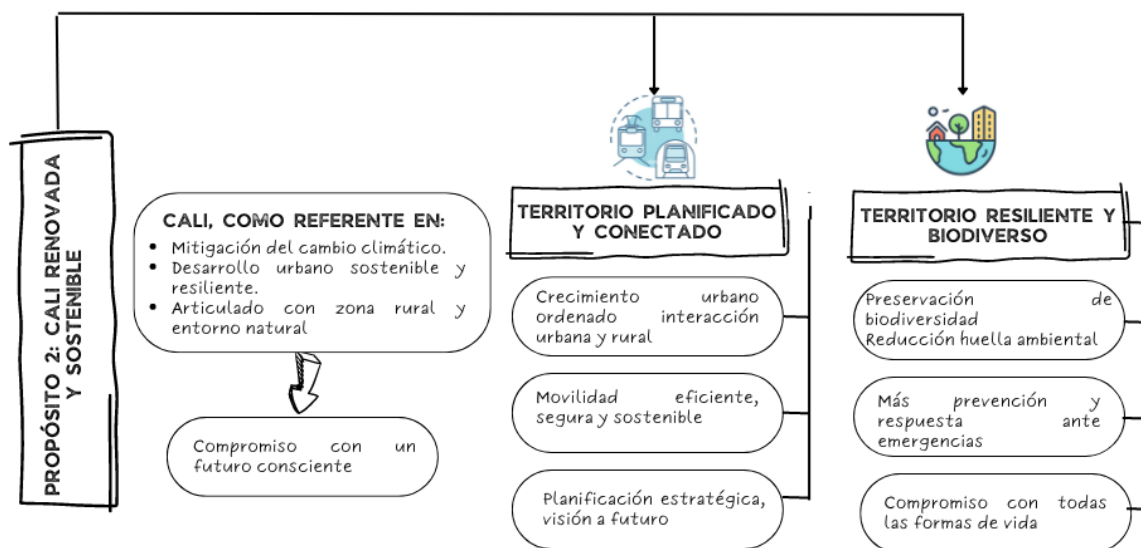 PROPÓSITO 2: CALI RENOVADA
Y SOSTENIBLE
CALI, COMO REFERENTE EN:
• Mitigación del cambio climático.
• Desarrollo urbano sostenible y
resiliente.
• Articulado con zona rural y
entorno natural
Compromiso con un
futuro consciente
TERRITORIO PLANIFICADO
Y CONECTADO
Crecimiento urbano
ordenado interacción
urbana y rural
Movilidad eficiente,
segura y sostenible
Planificación estratégica,
visión a futuro
TERRITORIO RESILIENTE Y
BIODIVERSO
Preservación de
biodiversidad
Reducción huella ambiental
Más prevención y
respuesta ante
emergencias
Compromiso con todas
las formas de vida